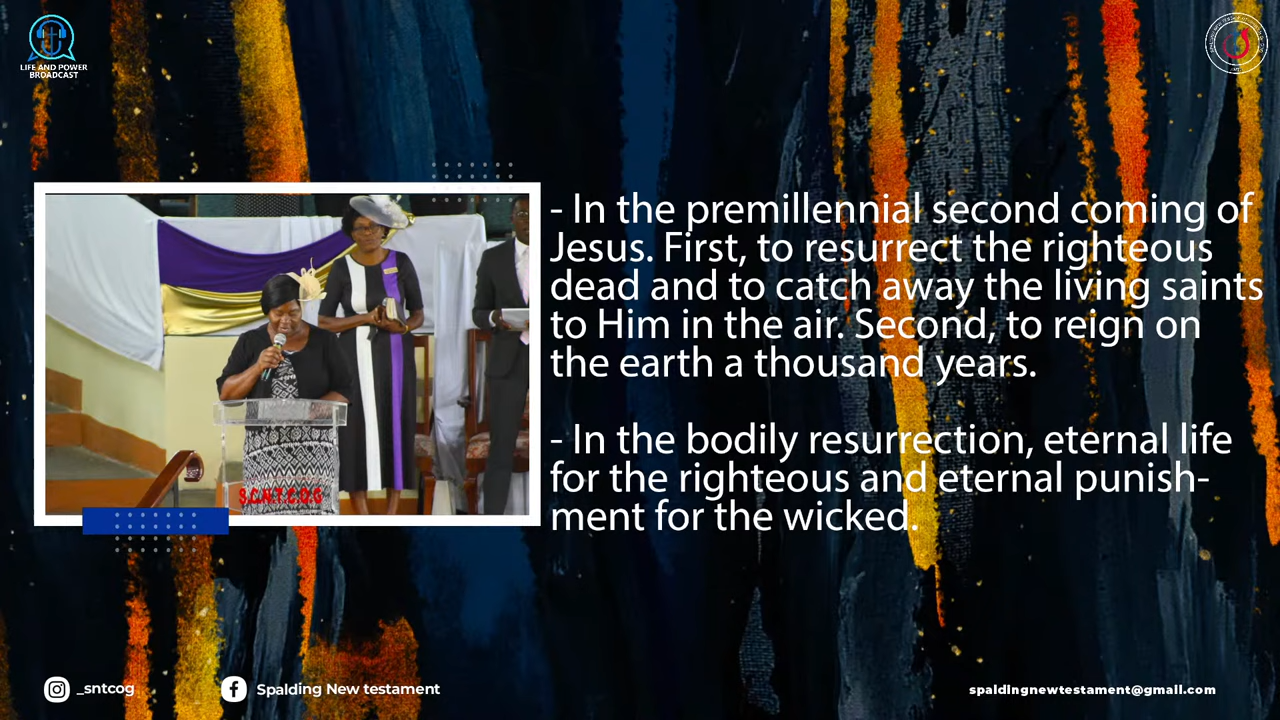 LIFE AND POWER
BROADCAST
- In the premillennial second coming of
Jesus. First, to resurrect the righteous
dead and to catch away the living saints
to Him in the air. Second, to reign on
the earth a thousand years.
- In the bodily resurrection, eternal life
for the righteous and eternal punish-
ment for the wicked.
S.C.N.T.C.O.G
_sntcog
Spalding New testament
spaldingnewtestament@gmail.com